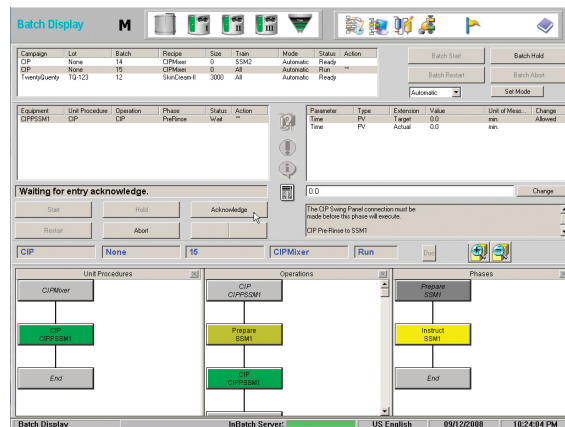 Batch Display M
Campaign Lot Batch Recipe Size Train Mode Status Action
CIP None 14 CIPMixer 0 SSM2 Automatic Ready
CIP None 15 CIPMixer 0 All Automatic Run **
TwentyQuenty TQ-123 12 SkinCream-II 3000 All Automatic Ready
Batch Start Batch Hold
Batch Restart Batch Abort
Automatic Set Mode
Equipment Unit Procedure Operation Phase Status Action
CIPPSSM1 CIP CIP PreRinse Wait **
Parameter Type Extension Value Unit of Meas... Change
Time PV Target 0.0 min. Allowed
Time PV Actual 0.0 min.
Waiting for entry acknowledge.
0.0 Change
Start Hold Acknowledge
Restart Abort
The CIP Swing Panel connection must be
made before this phase will execute.
CIP Pre-Rinse to SSM1
CIP None 15 CIPMixer Run Doc
Unit Procedures Operations Phases
CIPMixer
CIP
CIPPSSM1
Prepare
SSM1
CIP
CIPPSSM1
Prepare
SSM1
Instruct
SSM1
End
CIP
CIPPSSM1
End
Batch Display InBatch Server: US English 09/12/2008 10:24:04 PM